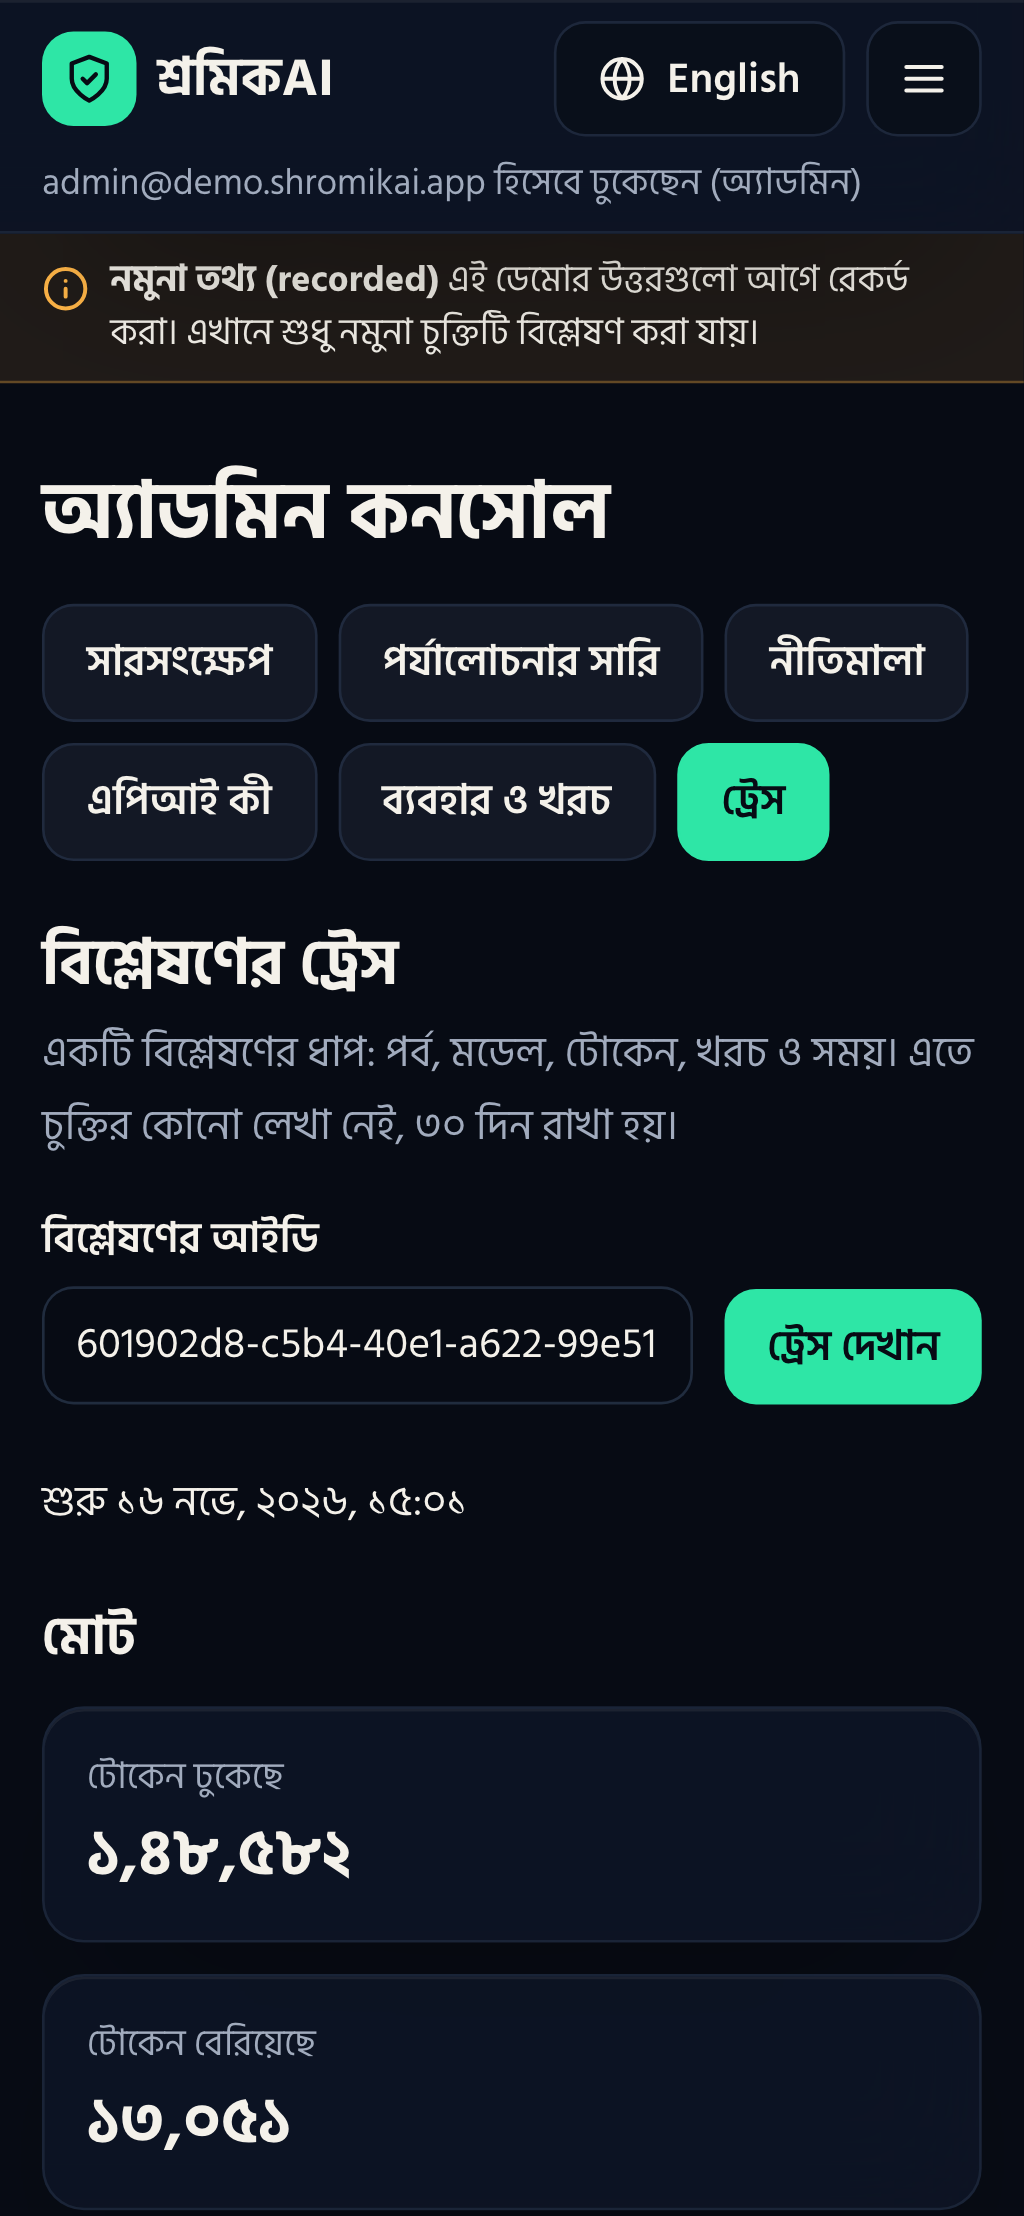 শ্রমিকAI
English
admin@demo.shromikai.app হিসেবে ঢুকেছেন (অ্যাডমিন)
নমুনা তথ্য (recorded) এই ডেমোর উত্তরগুলো আগে রেকর্ড
করা। এখানে শুধু নমুনা চুক্তিটি বিশ্লেষণ করা যায়।
অ্যাডমিন কনসোল
সারসংক্ষেপ
পর্যালোচনার সারি
নীতিমালা
এপিআই কী
ব্যবহার ও খরচ
ট্রেস
বিশ্লেষণের ট্রেস
একটি বিশ্লেষণের ধাপ: পর্ব, মডেল, টোকেন, খরচ ও সময়। এতে
চুক্তির কোনো লেখা নেই, ৩০ দিন রাখা হয়।
বিশ্লেষণের আইডি
601902d8-c5b4-40e1-a622-99e51
ট্রেস দেখান
শুরু ১৬ নভে, ২০২৬, ১৫:০১
মোট
টোকেন ঢুকেছে
১,৪৮,৫৮২
টোকেন বেরিয়েছে
১৩,০৫১